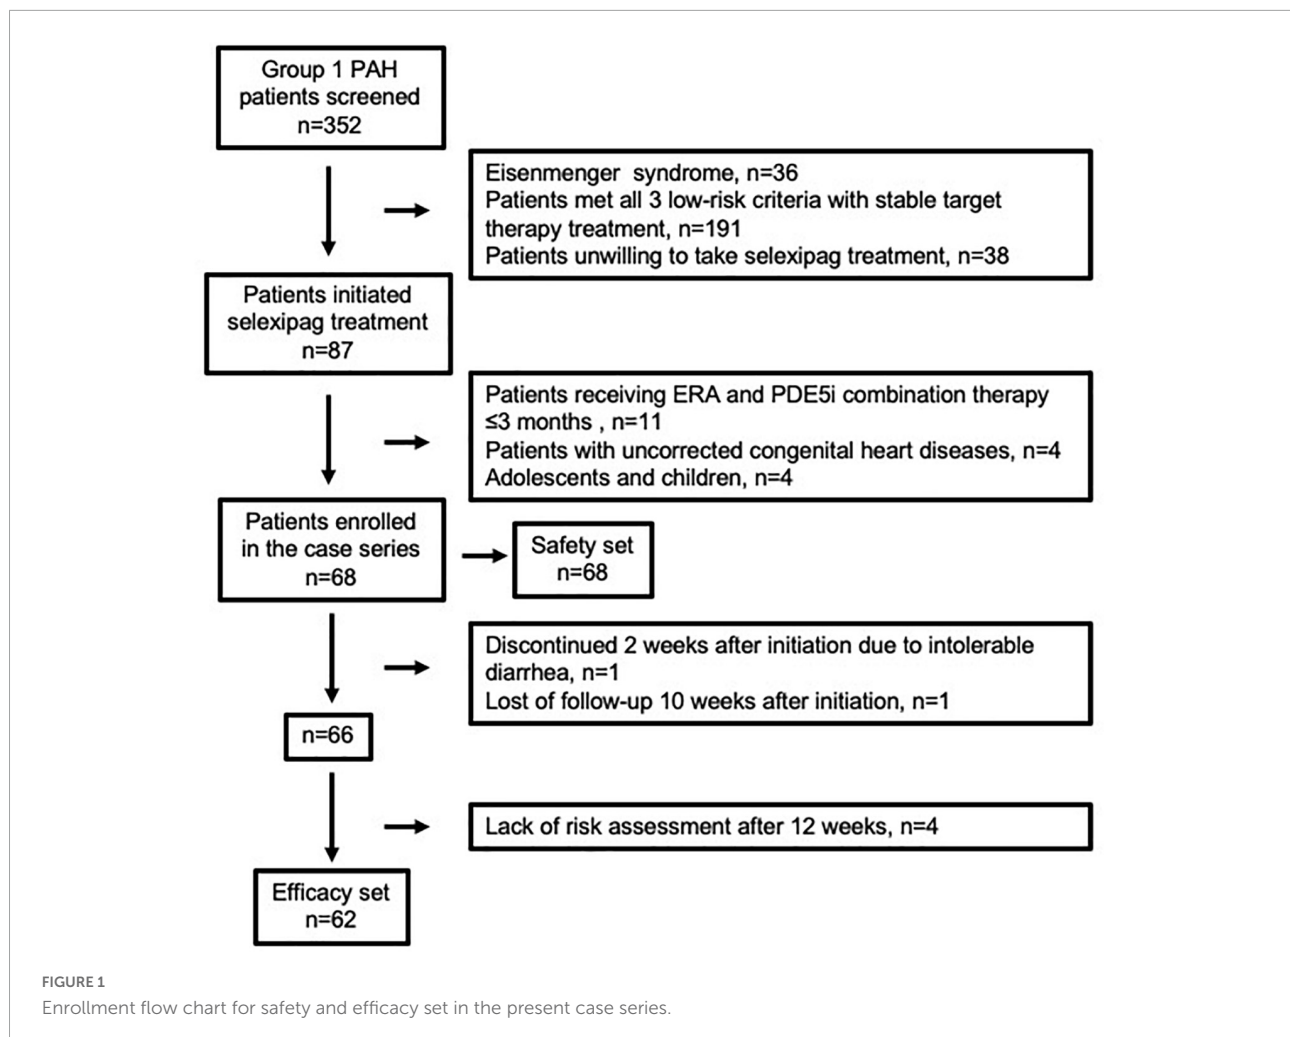 Group 1 PAH
patients screened
n=352
Eisenmenger syndrome, n=36
Patients met all 3 low-risk criteria with stable target
therapy treatment, n=191
Patients unwilling to take selexipag treatment, n=38
Patients initiated
selexipag treatment
n=87
Patients receiving ERA and PDE5i combination therapy
≤3 months , n=11
Patients with uncorrected congenital heart diseases, n=4
Adolescents and children, n=4
Patients enrolled
in the case series
n=68
Safety set
n=68
Discontinued 2 weeks after initiation due to intolerable
diarrhea, n=1
Lost of follow-up 10 weeks after initiation, n=1
n=66
Lack of risk assessment after 12 weeks, n=4
Efficacy set
n=62
FIGURE 1
Enrollment flow chart for safety and efficacy set in the present case series.